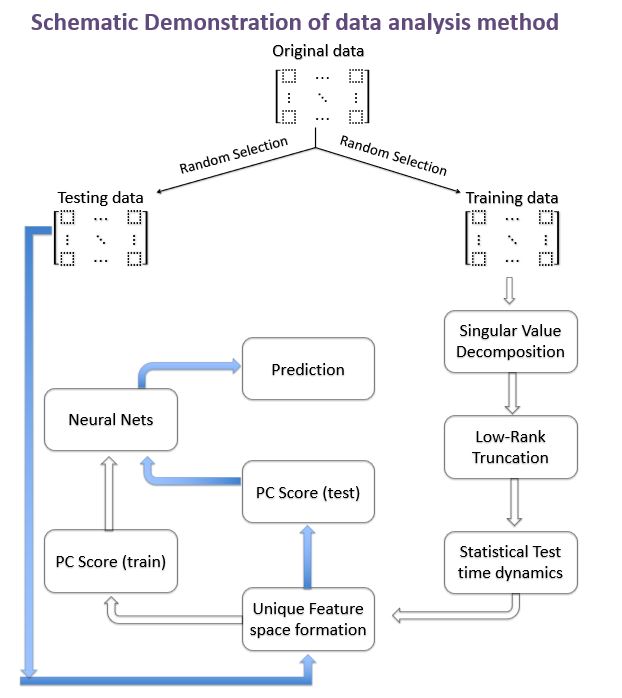 Schematic Demonstration of data analysis method
Original data
Random Selection
Random Selection
Testing data
Training data
Singular Value
Decomposition
Prediction
Neural Nets
Low-Rank
Truncation
PC Score (test)
PC Score (train)
Statistical Test
time dynamics
Unique Feature
space formation